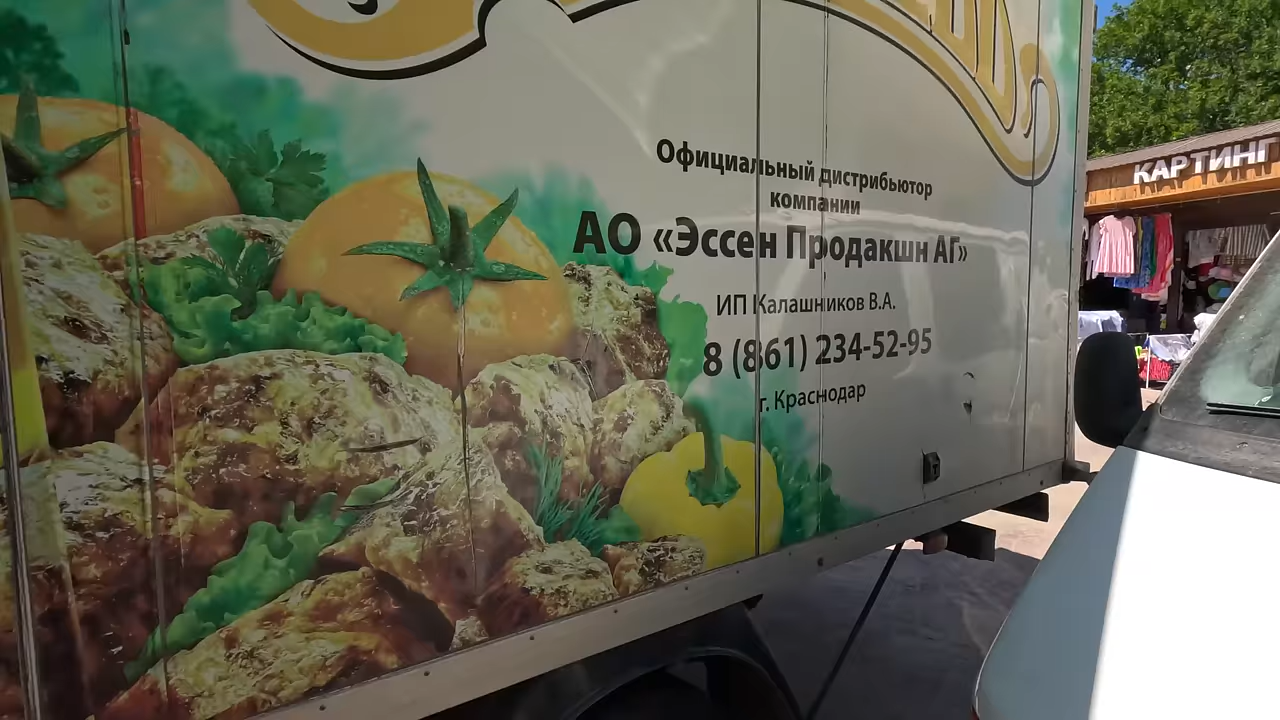 Официальный дистрибьютор
компании
АО «Эссен Продакшн АГ»
ИП Калашников В.А.
8 (861) 234-52-95
г. Краснодар
КАРТИНГ